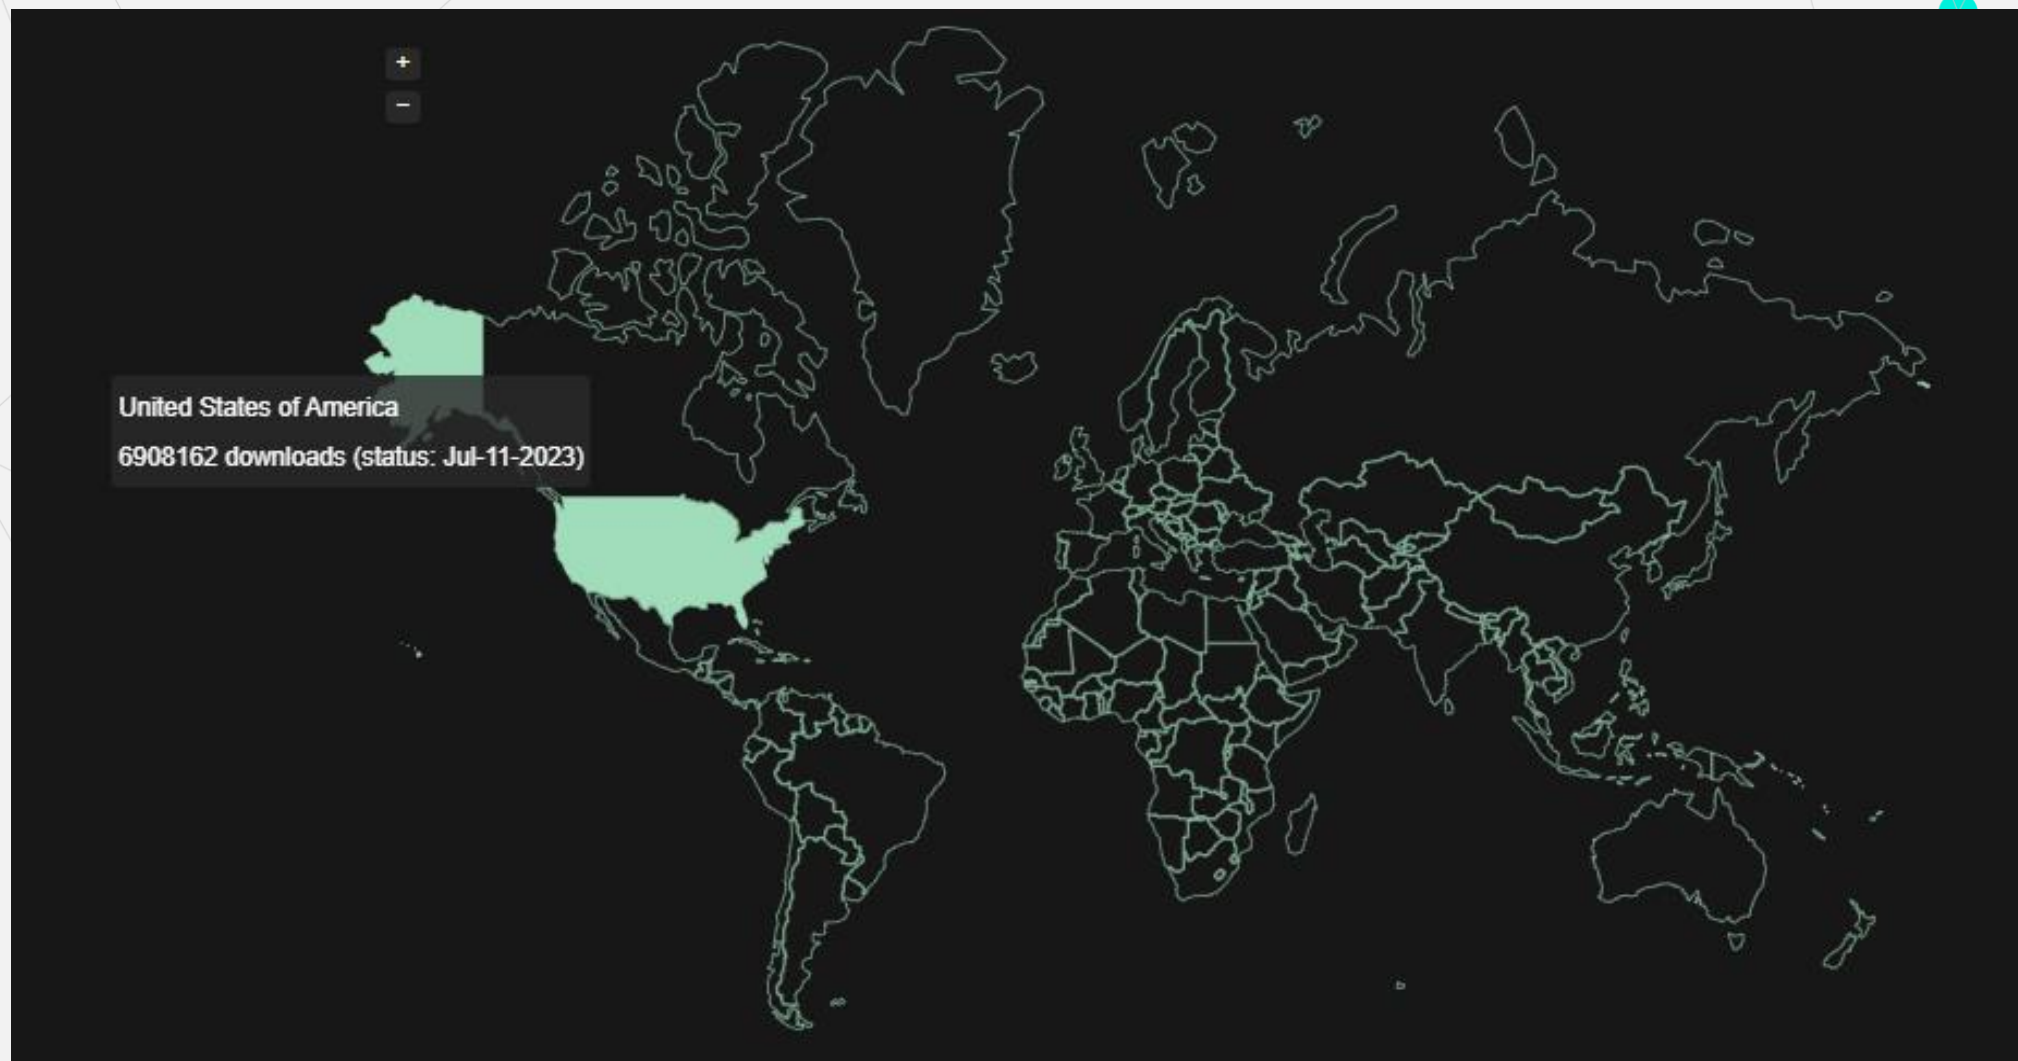 +
−
United States of America
6908162 downloads (status: Jul-11-2023)